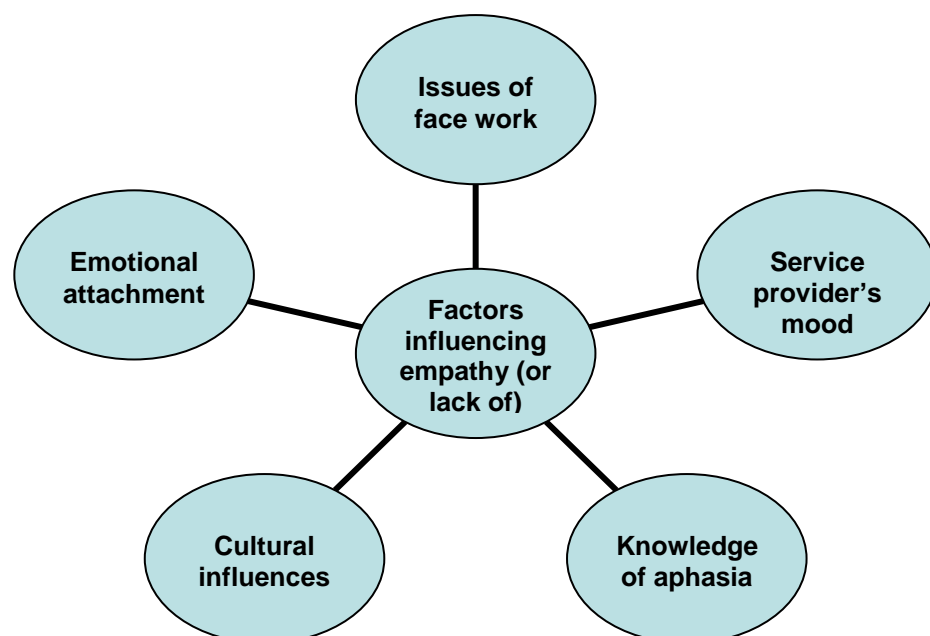 Issues of
face work
Emotional
attachment
Service
provider’s
mood
Factors
influencing
empathy (or
lack of)
Cultural
influences
Knowledge
of aphasia